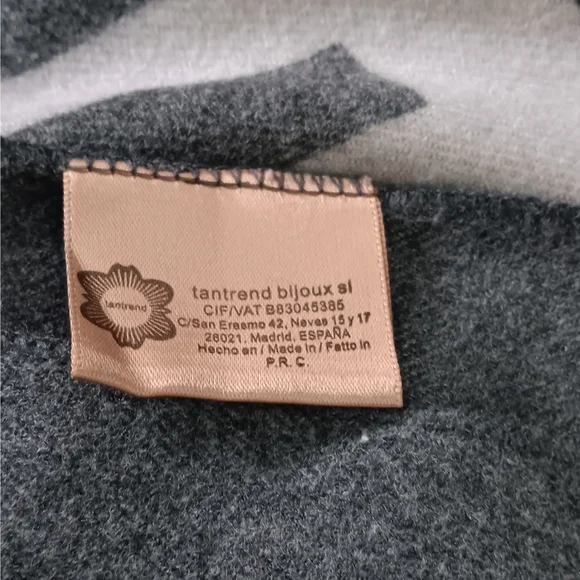 tantrend
tantrend bijoux sl
CIF/VAT B83045385
C/San Erasmo 42, Naves 15 y 17
28021. Madrid. ESPAÑA
Hecho en / Made in / Fatto in
P.R.C.